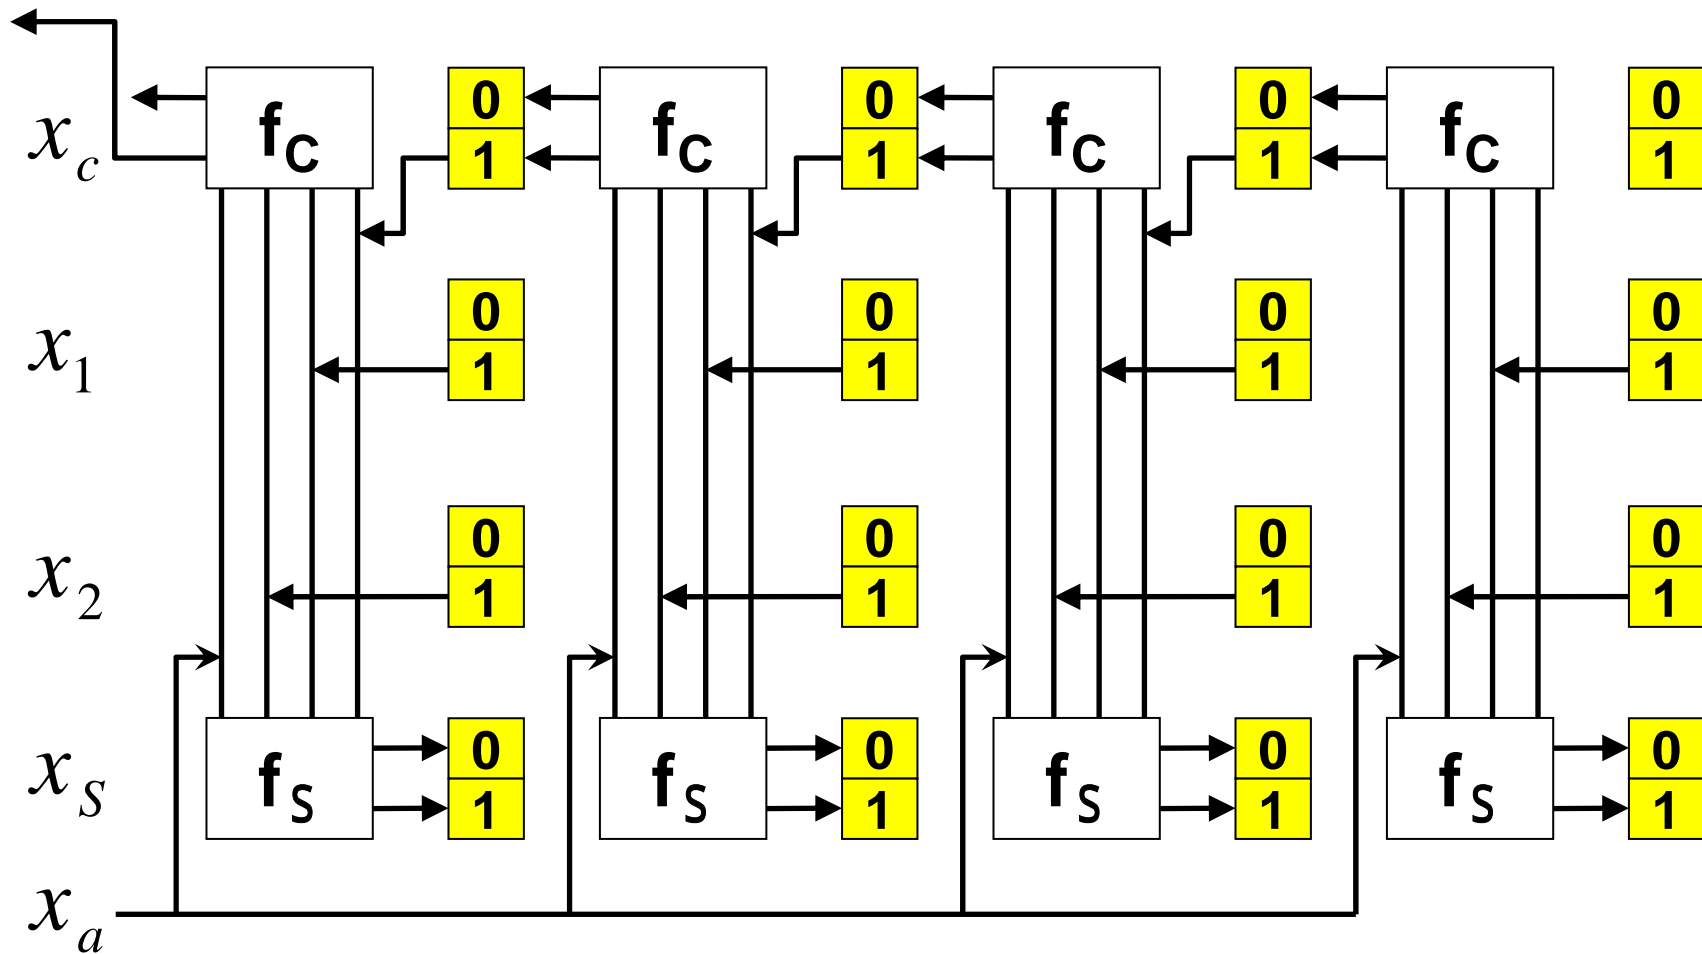 f_C 0 f_C 0 f_C 0 f_C 0
x_c 1 1 1 1
0 0 0 0
x_1 1 1 1 1
0 0 0 0
x_2 1 1 1 1
f_S 0 f_S 0 f_S 0 f_S 0
x_S 1 1 1 1
x_a